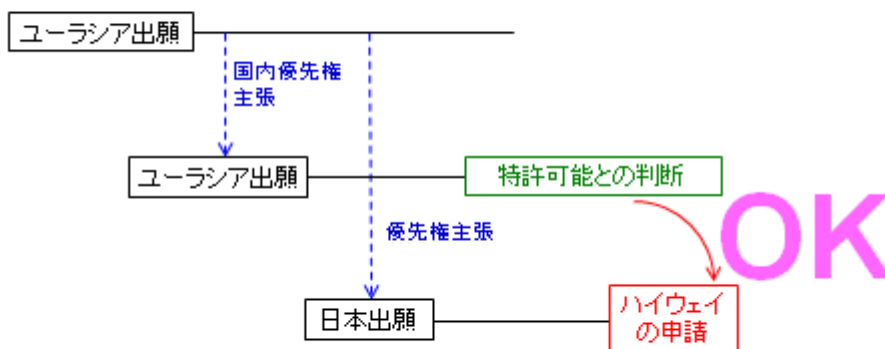 ユーラシア出願
国内優先権
主張
ユーラシア出願
特許可能との判断
OK
優先権主張
日本出願
ハイウェイ
の申請